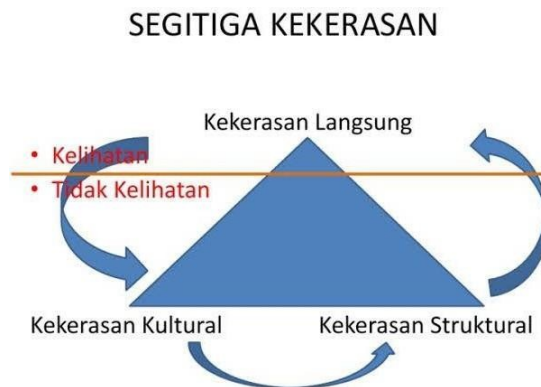 SEGITIGA KEKERASAN
Kekerasan Langsung
• Kelihatan
• Tidak Kelihatan
Kekerasan Kultural
Kekerasan Struktural